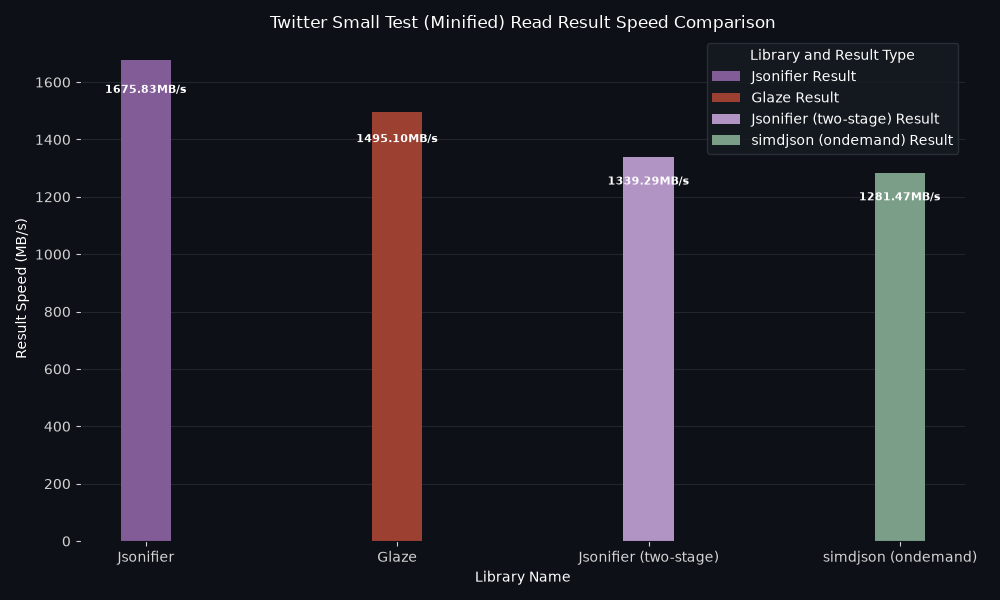 Twitter Small Test (Minified) Read Result Speed Comparison
Library and Result Type
Jsonifier Result
Glaze Result
Jsonifier (two-stage) Result
simdjson (ondemand) Result
1675.83MB/s
1495.10MB/s
1339.29MB/s
1281.47MB/s
Result Speed (MB/s)
1600
1400
1200
1000
800
600
400
200
0
Jsonifier
Glaze
Jsonifier (two-stage)
simdjson (ondemand)
Library Name